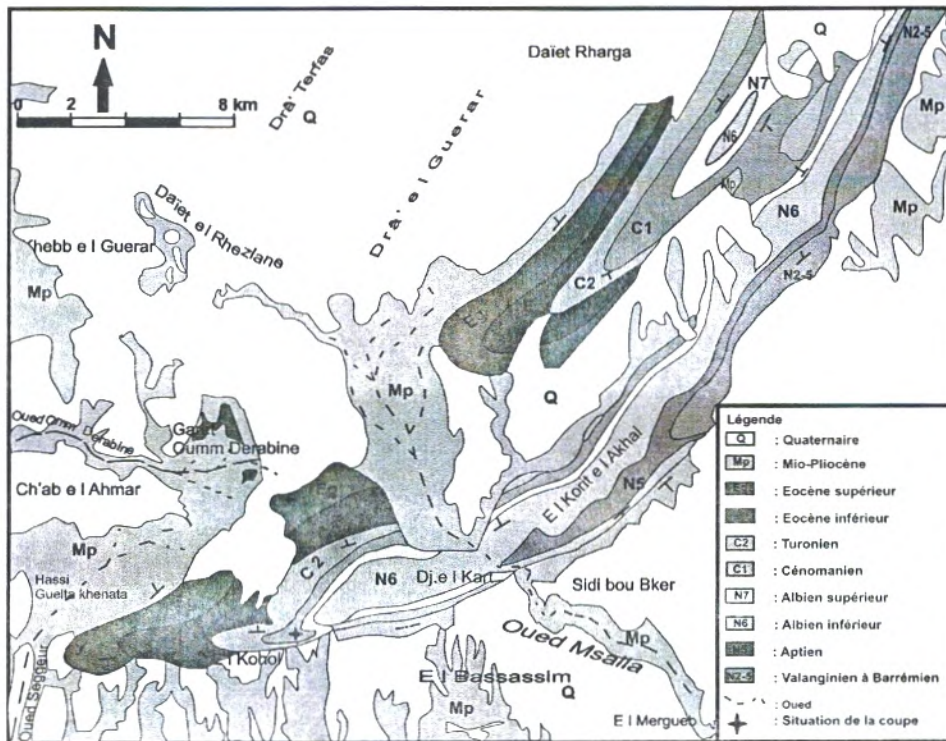 N
0 2 8 km
Drâ' Terfas
Q
Drâ' e l Guerar
Daïet Rharga
Q
N2-5
N7
N6
Mp
Mp
N6
Mp
C1
C2
N2-5
Daïet e l Rhezlane
Khebb e l Guerar
Mp
Mp
Q
Oued Omm Derabine
Garet
Oumm Derabine
Ch'ab e l Ahmar
Mp
Hassi
Guelta khenata
C2
N6
Dj.e l Kart
E l Korit e l Akhal
N5
Sidi bou Bker
Oued Msalla
Mp
l Kohol
E l Bassassim
Q
Mp
E l Mergueb
Oued Seggeur
Légende
Q : Quaternaire
Mp : Mio-Pliocène
: Eocène supérieur
: Eocène inférieur
C2 : Turonien
C1 : Cénomanien
N7 : Albien supérieur
N6 : Albien inférieur
: Aptien
N2-5 : Valanginien à Barrémien
: Oued
: Situation de la coupe